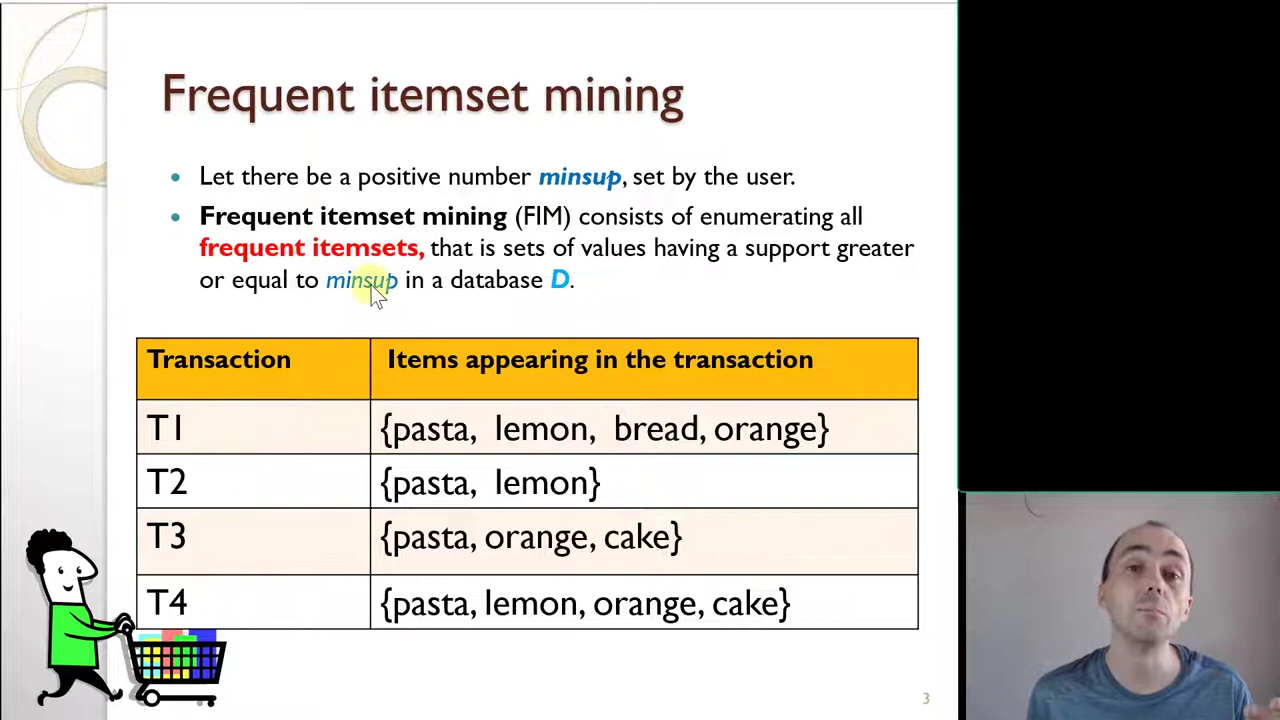 Frequent itemset mining
Let there be a positive number minsup, set by the user.
Frequent itemset mining (FIM) consists of enumerating all
frequent itemsets, that is sets of values having a support greater
or equal to minsup in a database D.
Transaction Items appearing in the transaction
T1 {pasta, lemon, bread, orange}
T2 {pasta, lemon}
T3 {pasta, orange, cake}
T4 {pasta, lemon, orange, cake}
3